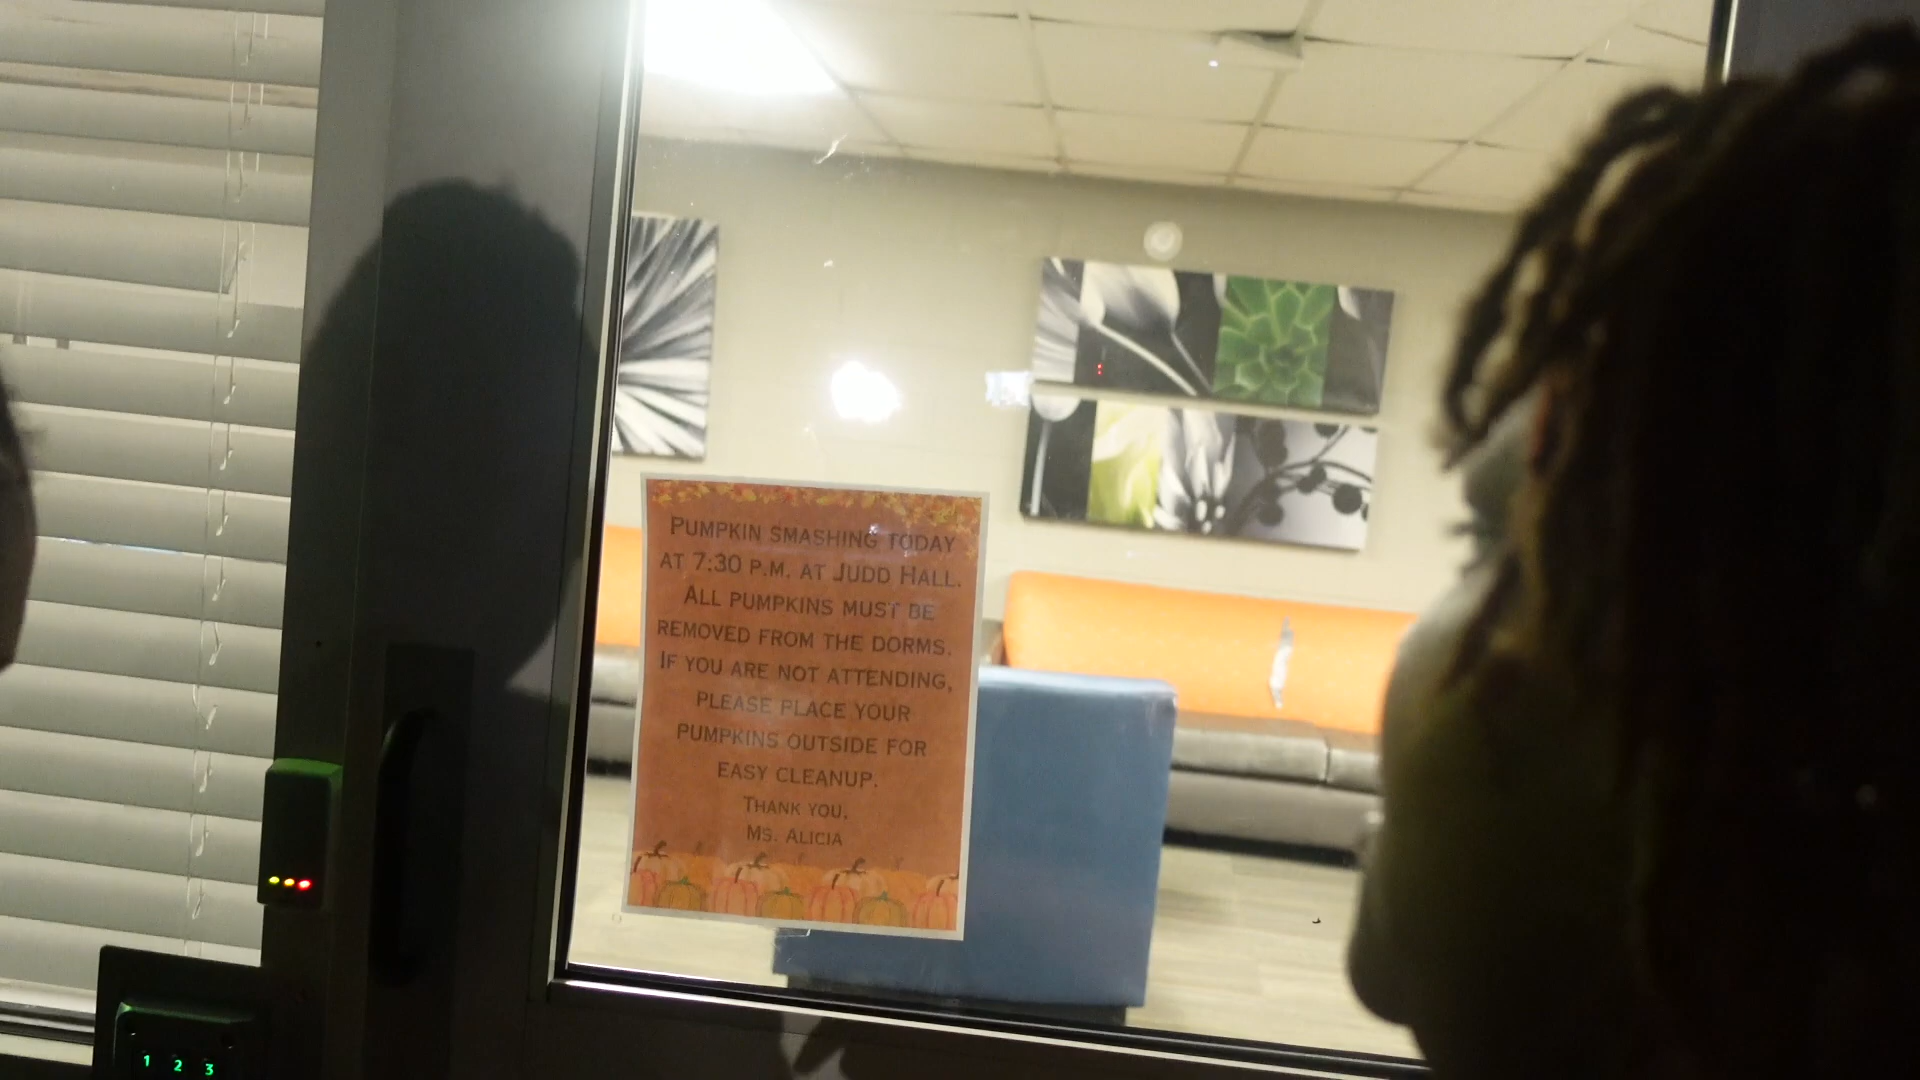 PUMPKIN SMASHING TODAY
AT 7:30 P.M. AT JUDD HALL.
ALL PUMPKINS MUST BE
REMOVED FROM THE DORMS.
IF YOU ARE NOT ATTENDING,
PLEASE PLACE YOUR
PUMPKINS OUTSIDE FOR
EASY CLEANUP.
THANK YOU,
MS. ALICIA
1 2 3